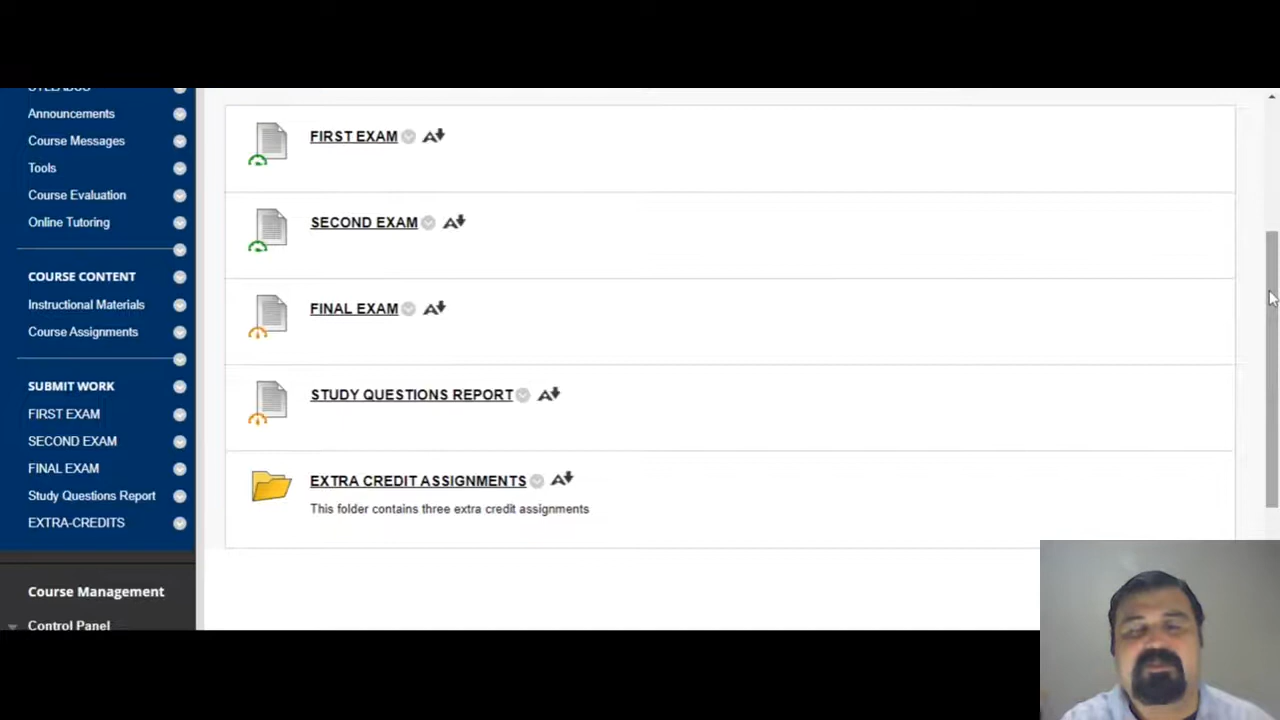 SYLLABUS
Announcements
Course Messages
Tools
Course Evaluation
Online Tutoring
COURSE CONTENT
Instructional Materials
Course Assignments
SUBMIT WORK
FIRST EXAM
SECOND EXAM
FINAL EXAM
Study Questions Report
EXTRA-CREDITS
Course Management
Control Panel
FIRST EXAM
SECOND EXAM
FINAL EXAM
STUDY QUESTIONS REPORT
EXTRA CREDIT ASSIGNMENTS
This folder contains three extra credit assignments